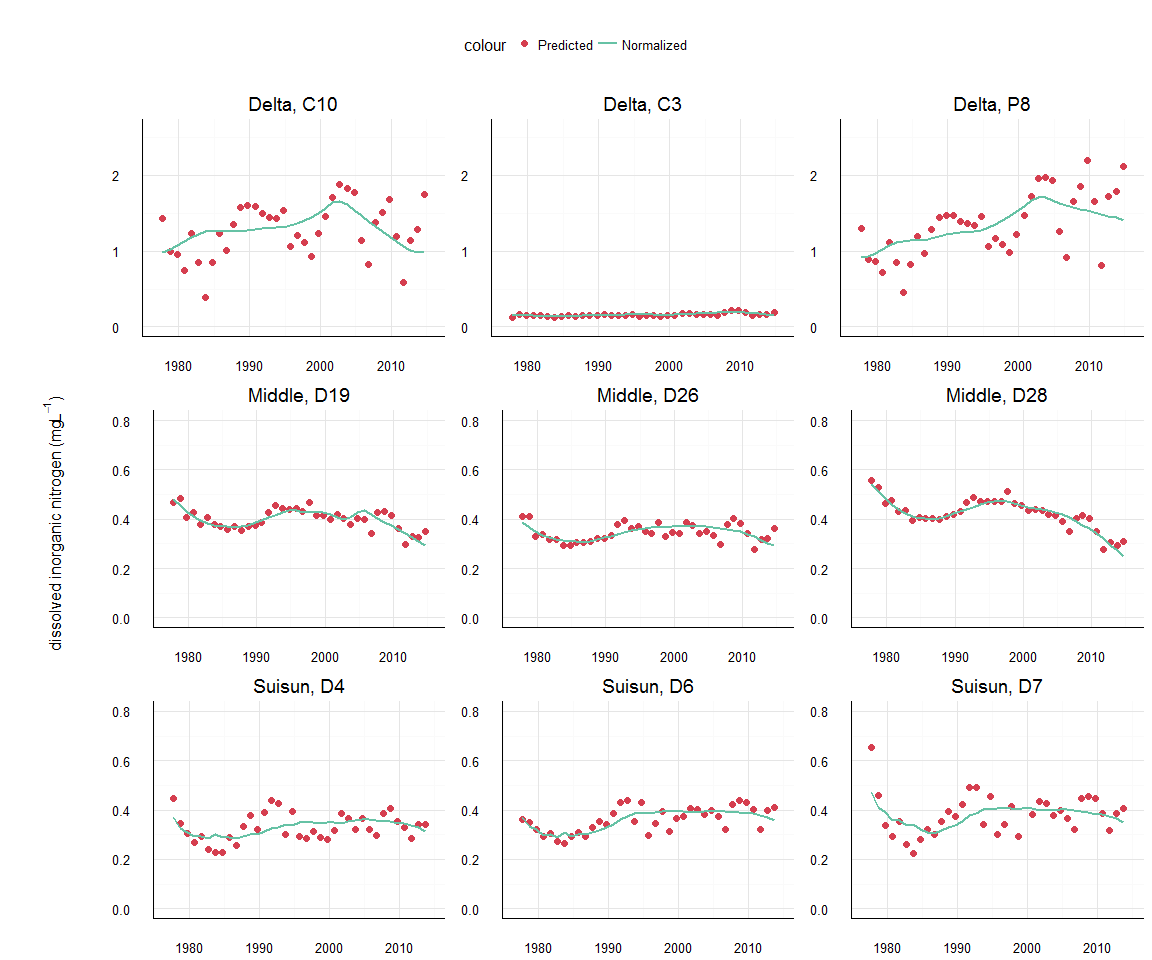 colour Predicted Normalized
Delta, C10 Delta, C3 Delta, P8
2 2 2
1 1 1
0 0 0
1980 1990 2000 2010 1980 1990 2000 2010 1980 1990 2000 2010
Middle, D19 Middle, D26 Middle, D28
0.8 0.8 0.8
0.6 0.6 0.6
0.4 0.4 0.4
0.2 0.2 0.2
0.0 0.0 0.0
1980 1990 2000 2010 1980 1990 2000 2010 1980 1990 2000 2010
Suisun, D4 Suisun, D6 Suisun, D7
0.8 0.8 0.8
0.6 0.6 0.6
0.4 0.4 0.4
0.2 0.2 0.2
0.0 0.0 0.0
1980 1990 2000 2010 1980 1990 2000 2010 1980 1990 2000 2010
dissolved inorganic nitrogen (mgL⁻¹)